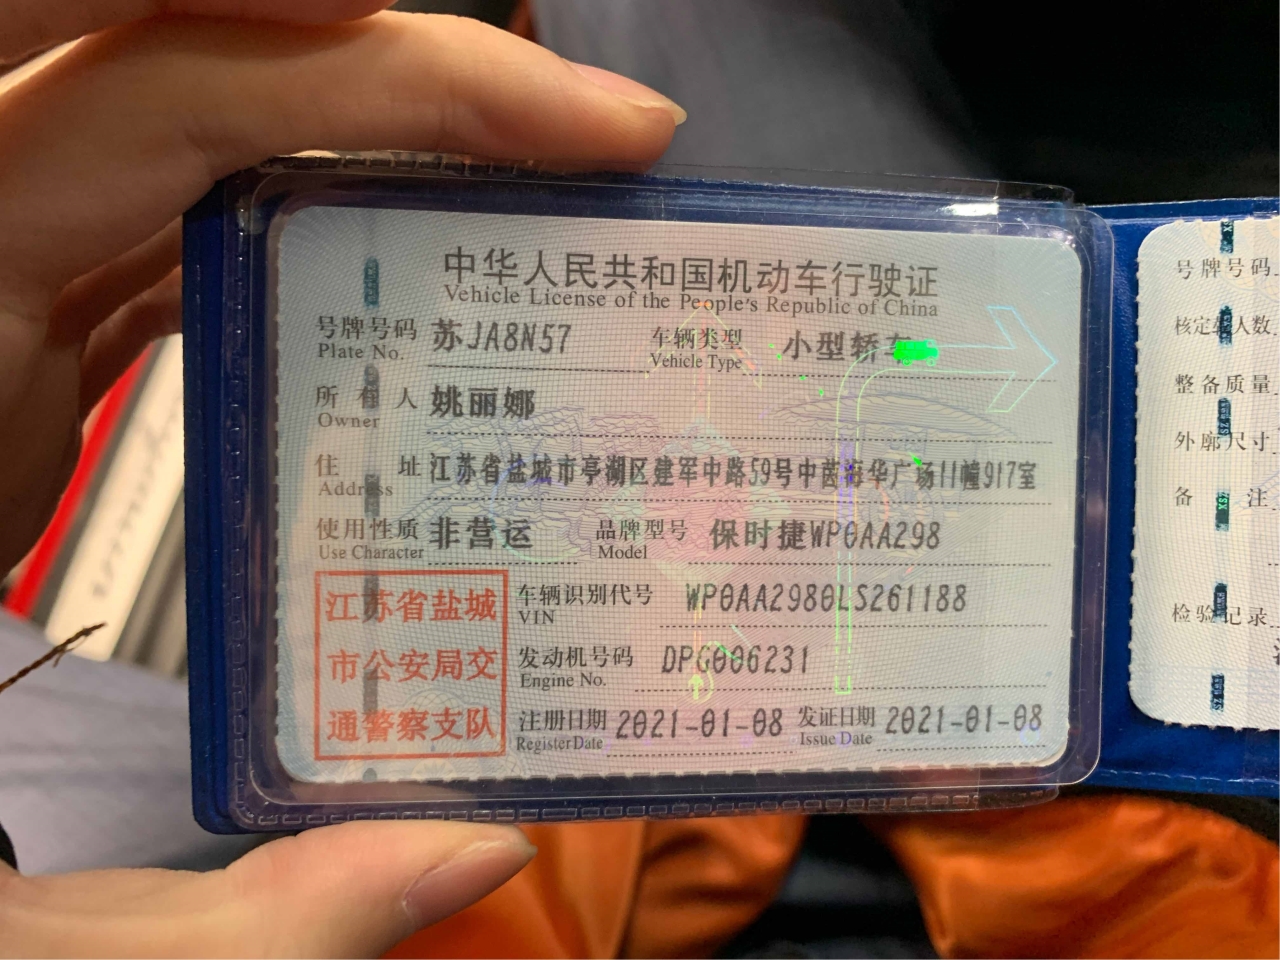 中华人民共和国机动车行驶证
Vehicle License of the People's Republic of China
号牌号码 苏JA8N57 车辆类型 小型轿车
Plate No. Vehicle Type
所有人 姚丽娜
Owner
住址 江苏省盐城市亭湖区建军中路59号中茵海华广场11幢917室
Address
使用性质 非营运 品牌型号 保时捷WP0AA298
Use Character Model
江苏省盐城
市公安局交
通警察支队
车辆识别代号 WP0AA2980LS261188
VIN
发动机号码 DPG006231
Engine No.
注册日期 2021-01-08 发证日期 2021-01-08
Register Date Issue Date
号牌号码
核定载人数
整备质量
外廓尺寸
备注
检验记录